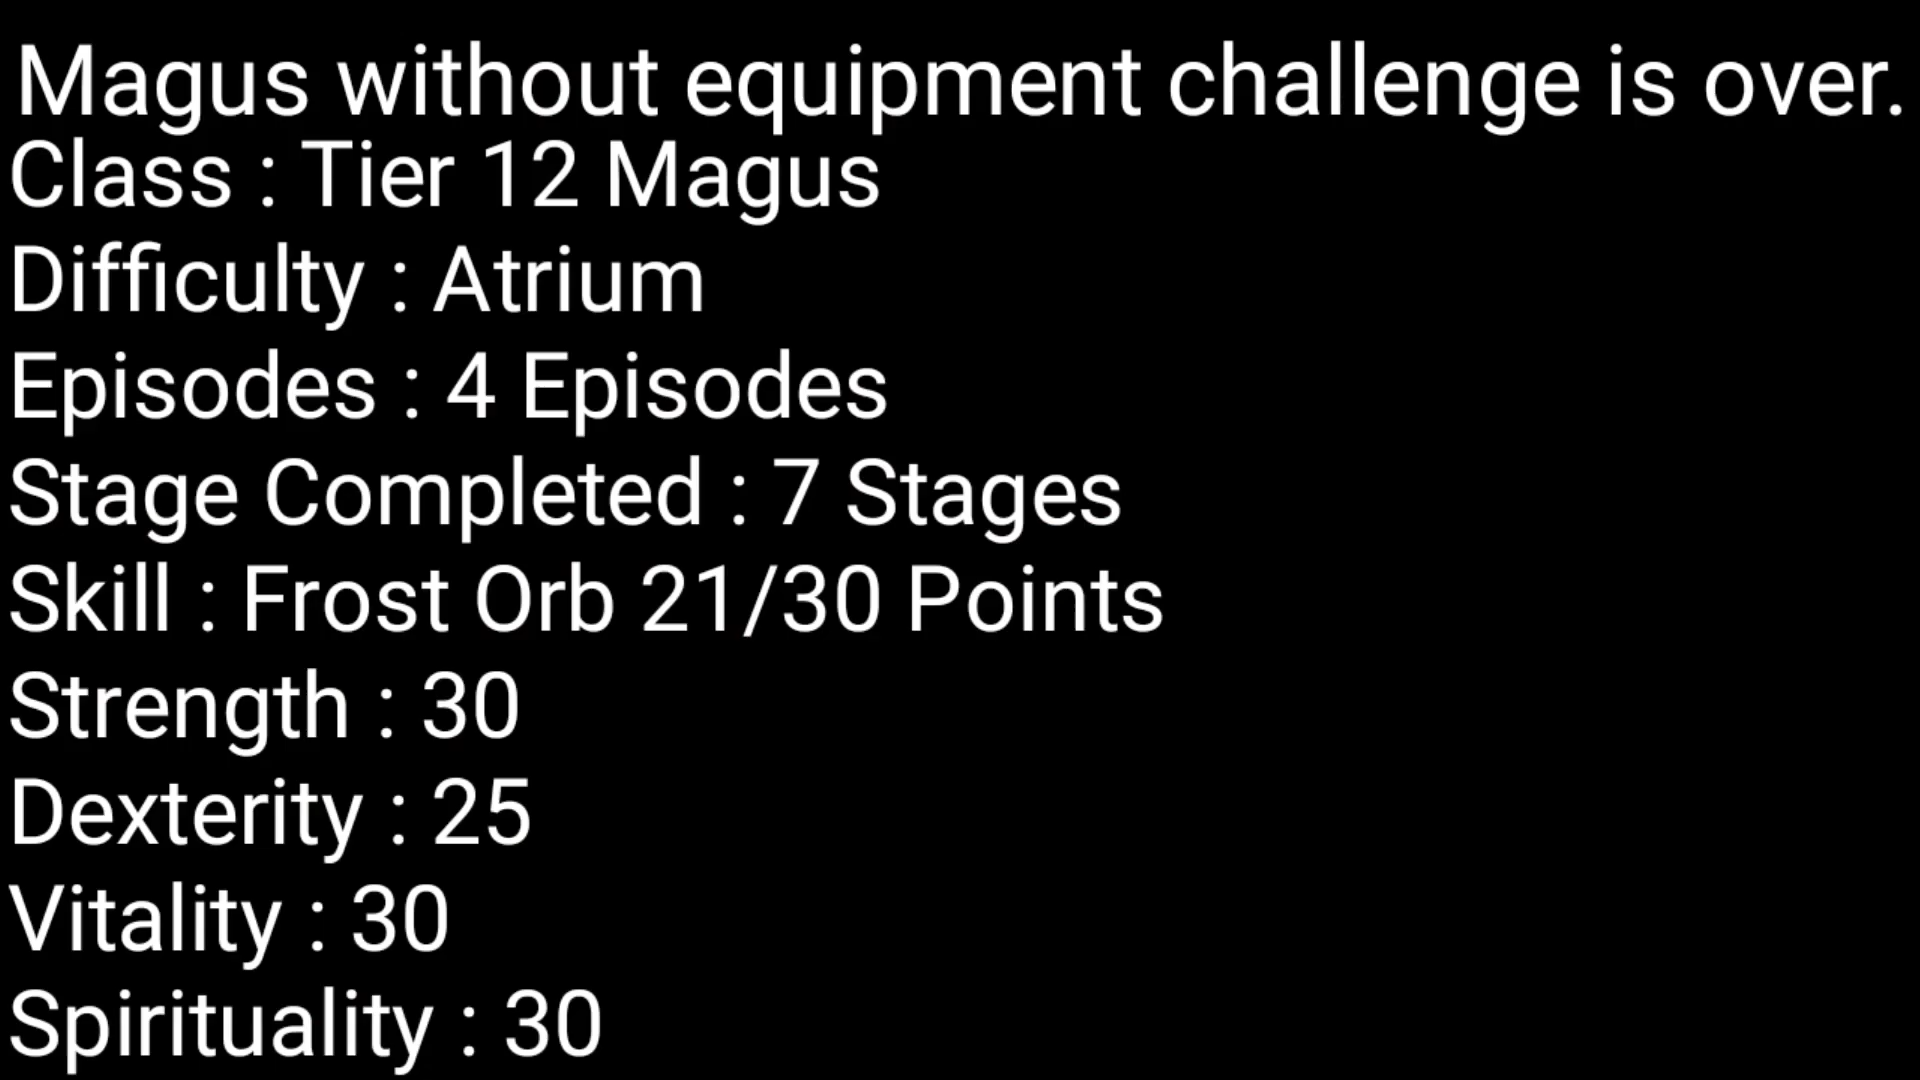 Magus without equipment challenge is over.
Class : Tier 12 Magus
Difficulty : Atrium
Episodes : 4 Episodes
Stage Completed : 7 Stages
Skill : Frost Orb 21/30 Points
Strength : 30
Dexterity : 25
Vitality : 30
Spirituality : 30